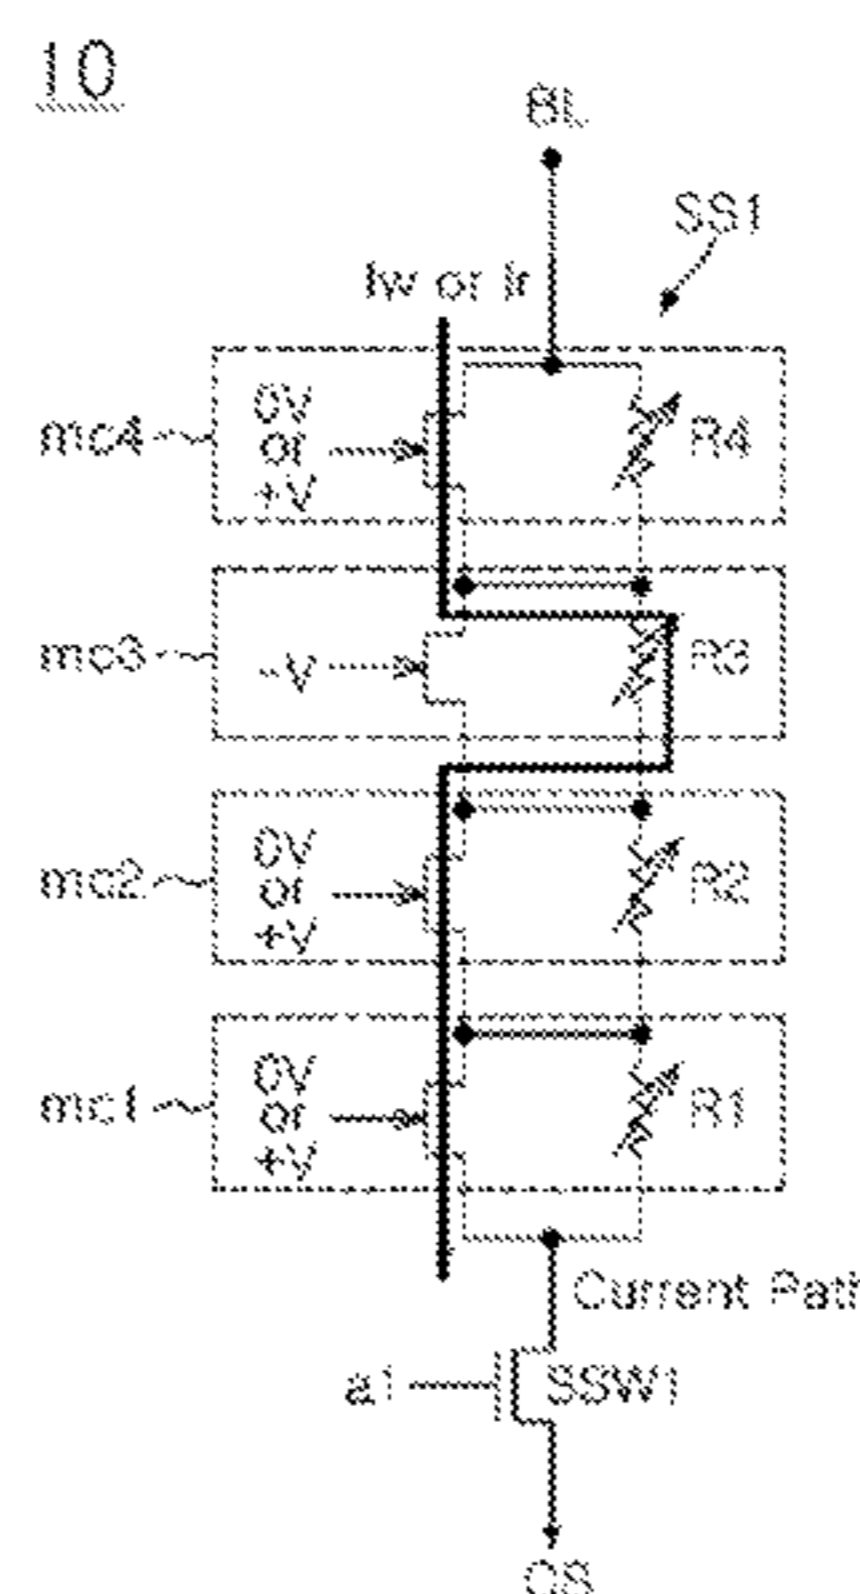 10
BL
SS1
Iw or Ir
mc4
0V
or
+V
R4
mc3
-V
R3
mc2
0V
or
+V
R2
mc1
0V
or
+V
R1
Current Path
a1
SSW1